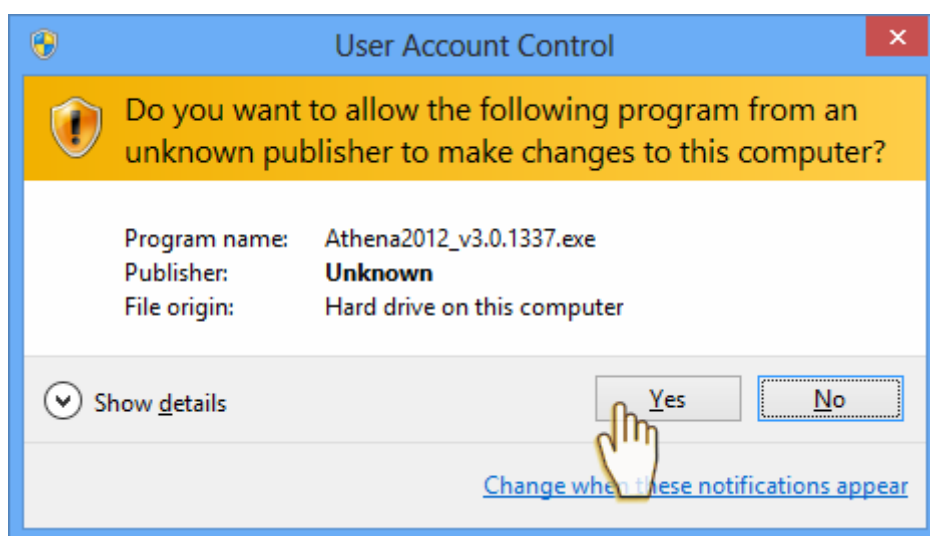 User Account Control
Do you want to allow the following program from an
unknown publisher to make changes to this computer?
Program name: Athena2012_v3.0.1337.exe
Publisher: Unknown
File origin: Hard drive on this computer
Show details
Yes
No
Change when these notifications appear